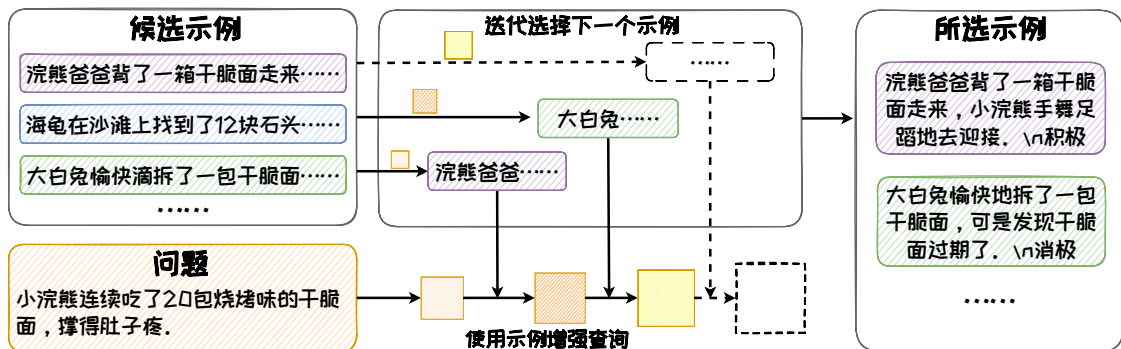 候选示例
浣熊爸爸背了一箱干脆面走来……
海龟在沙滩上找到了12块石头……
大白兔愉快滴拆了一包干脆面……
……
问题
小浣熊连续吃了20包烧烤味的干脆
面，撑得肚子疼.
迭代选择下一个示例
……
大白兔……
浣熊爸爸……
使用示例增强查询
所选示例
浣熊爸爸背了一箱干脆
面走来，小浣熊手舞足
蹈地去迎接. \n积极
大白兔愉快地拆了一包
干脆面，可是发现干脆
面过期了. \n消极
……